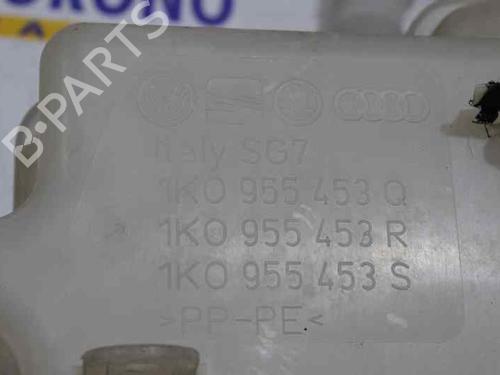 Italy SG7
1K0 955 453 Q
1K0 955 453 R
1K0 955 453 S
>PP-PE<
B-PARTS